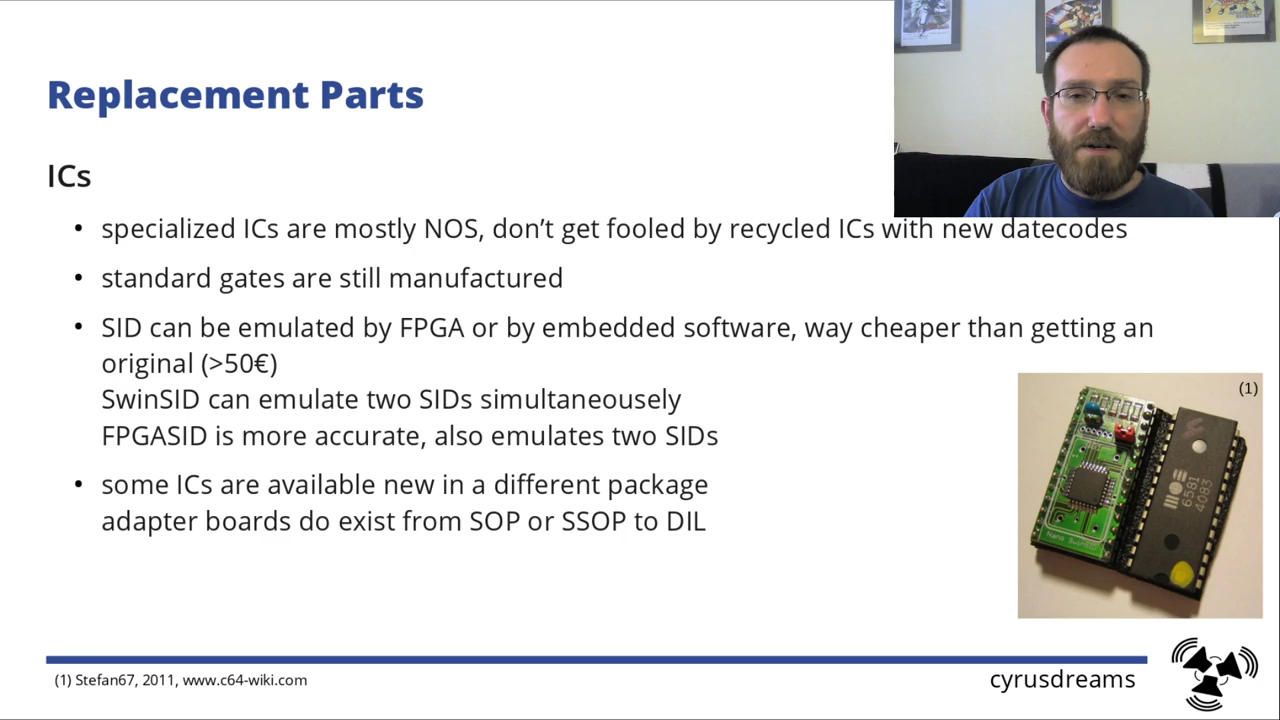 Replacement Parts
ICs
• specialized ICs are mostly NOS, don’t get fooled by recycled ICs with new datecodes
• standard gates are still manufactured
• SID can be emulated by FPGA or by embedded software, way cheaper than getting an
original (>50€)
SwinSID can emulate two SIDs simultaneousely
FPGASID is more accurate, also emulates two SIDs
• some ICs are available new in a different package
adapter boards do exist from SOP or SSOP to DIL
(1)
MOS
6581
4083
(1) Stefan67, 2011, www.c64-wiki.com
cyrusdreams